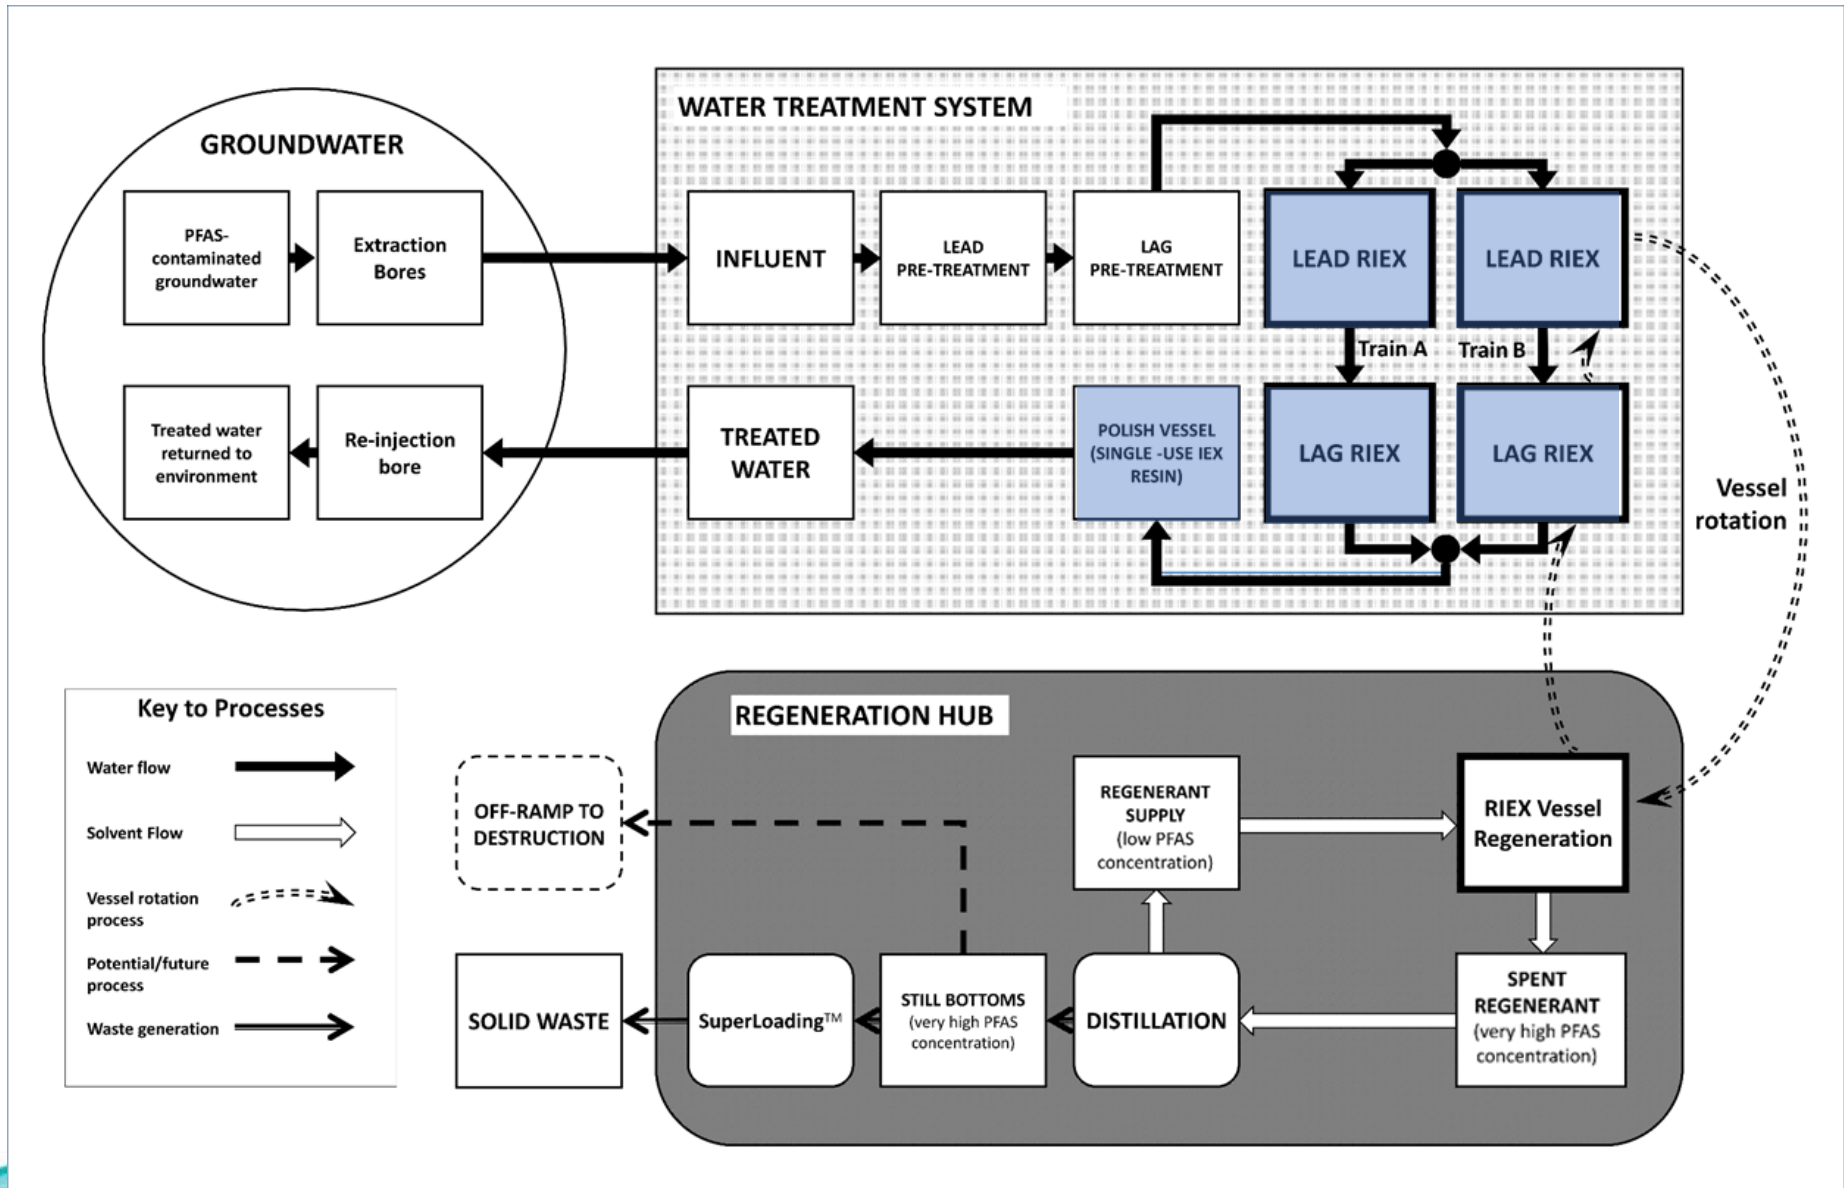 GROUNDWATER
PFAS-
contaminated
groundwater
Extraction
Bores
Treated water
returned to
environment
Re-injection
bore
WATER TREATMENT SYSTEM
INFLUENT
LEAD
PRE-TREATMENT
LAG
PRE-TREATMENT
LEAD RIEX
LEAD RIEX
Train A
Train B
TREATED
WATER
POLISH VESSEL
(SINGLE -USE IEX
RESIN)
LAG RIEX
LAG RIEX
Vessel
rotation
Key to Processes
Water flow
Solvent Flow
Vessel rotation
process
Potential/future
process
Waste generation
REGENERATION HUB
OFF-RAMP TO
DESTRUCTION
REGENERANT
SUPPLY
(low PFAS
concentration)
RIEX Vessel
Regeneration
SOLID WASTE
SuperLoading™
STILL BOTTOMS
(very high PFAS
concentration)
DISTILLATION
SPENT
REGENERANT
(very high PFAS
concentration)